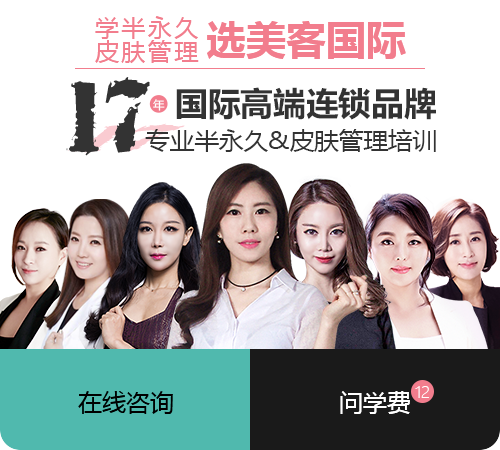 学半永久
皮肤管理
选美客国际
17年
国际高端连锁品牌
专业半永久&皮肤管理培训
在线咨询
问学费
12